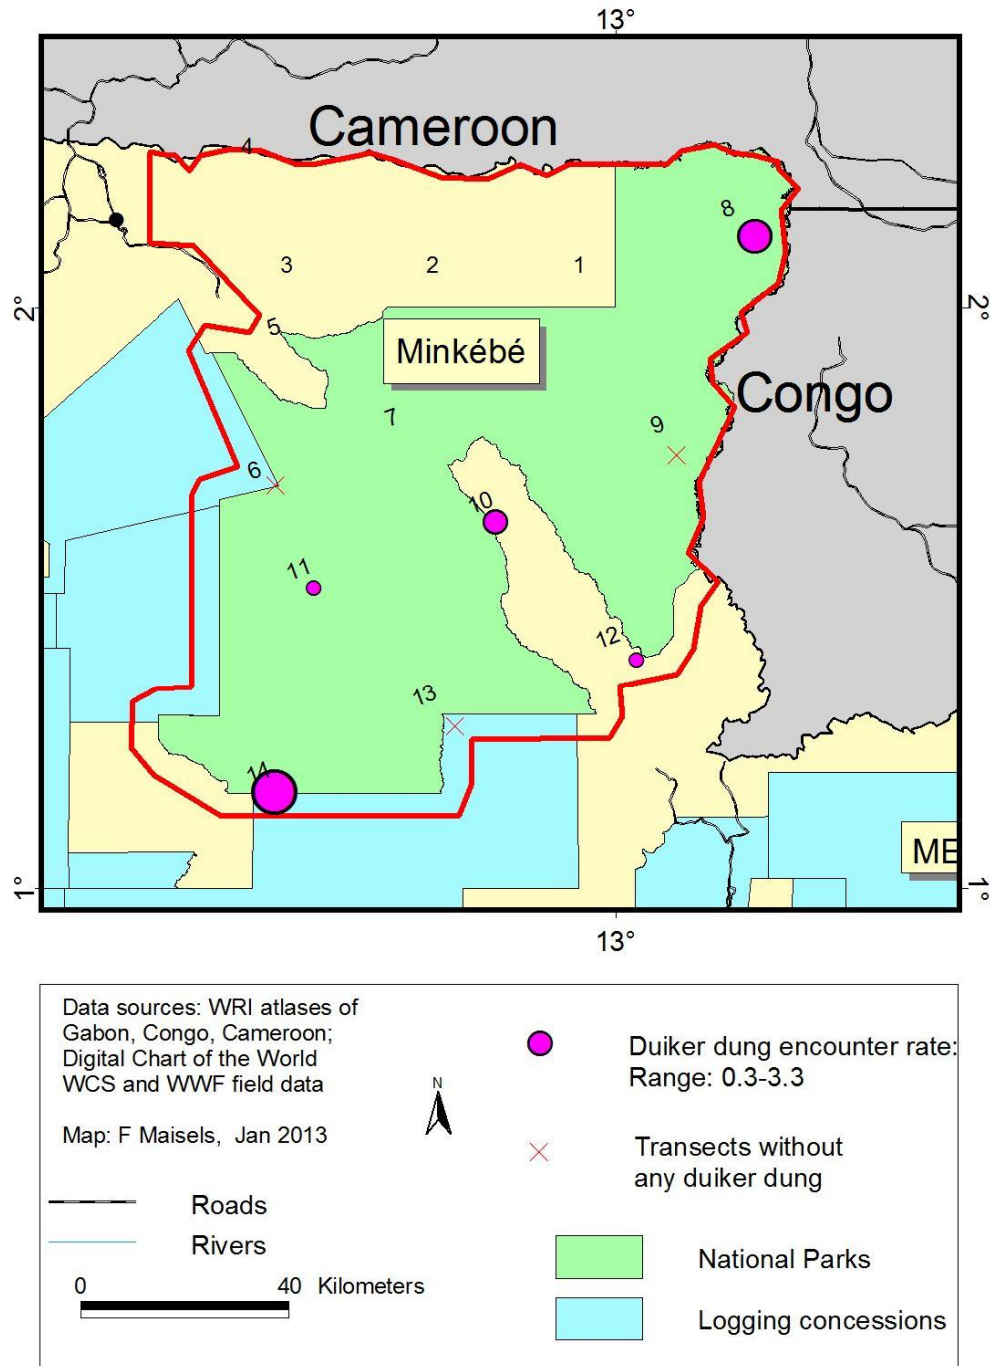 13°
Cameroon
4
8
3
2
1
2°
2°
5
Minkébé
Congo
7
9
6
10
11
12
13
14
ME
1°
1°
13°
Data sources: WRI atlases of
Gabon, Congo, Cameroon;
Digital Chart of the World
WCS and WWF field data
Map: F Maisels, Jan 2013
N
Duiker dung encounter rate:
Range: 0.3-3.3
Transects without
any duiker dung
Roads
Rivers
0 40 Kilometers
National Parks
Logging concessions